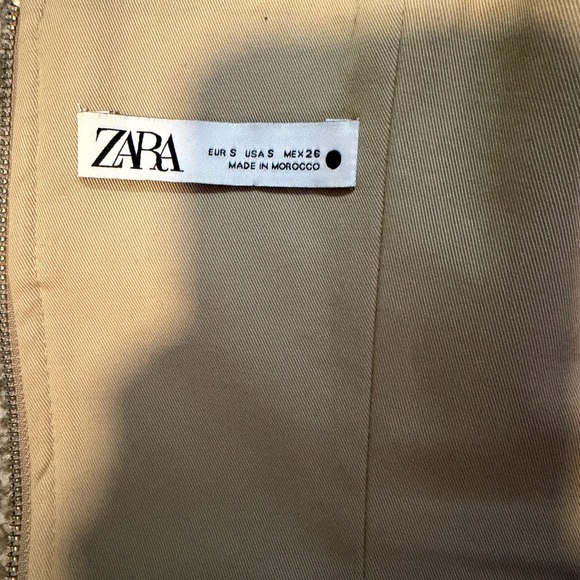 ZARA
EUR S USA S MEX 26
MADE IN MOROCCO